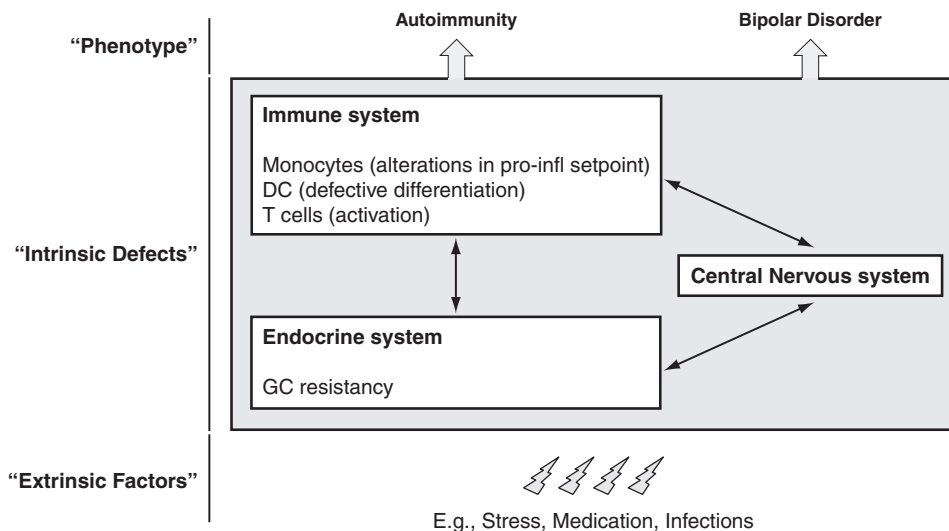 Autoimmunity
Bipolar Disorder
“Phenotype”
Immune system
Monocytes (alterations in pro-infl setpoint)
DC (defective differentiation)
T cells (activation)
“Intrinsic Defects”
Central Nervous system
Endocrine system
GC resistancy
“Extrinsic Factors”
E.g., Stress, Medication, Infections